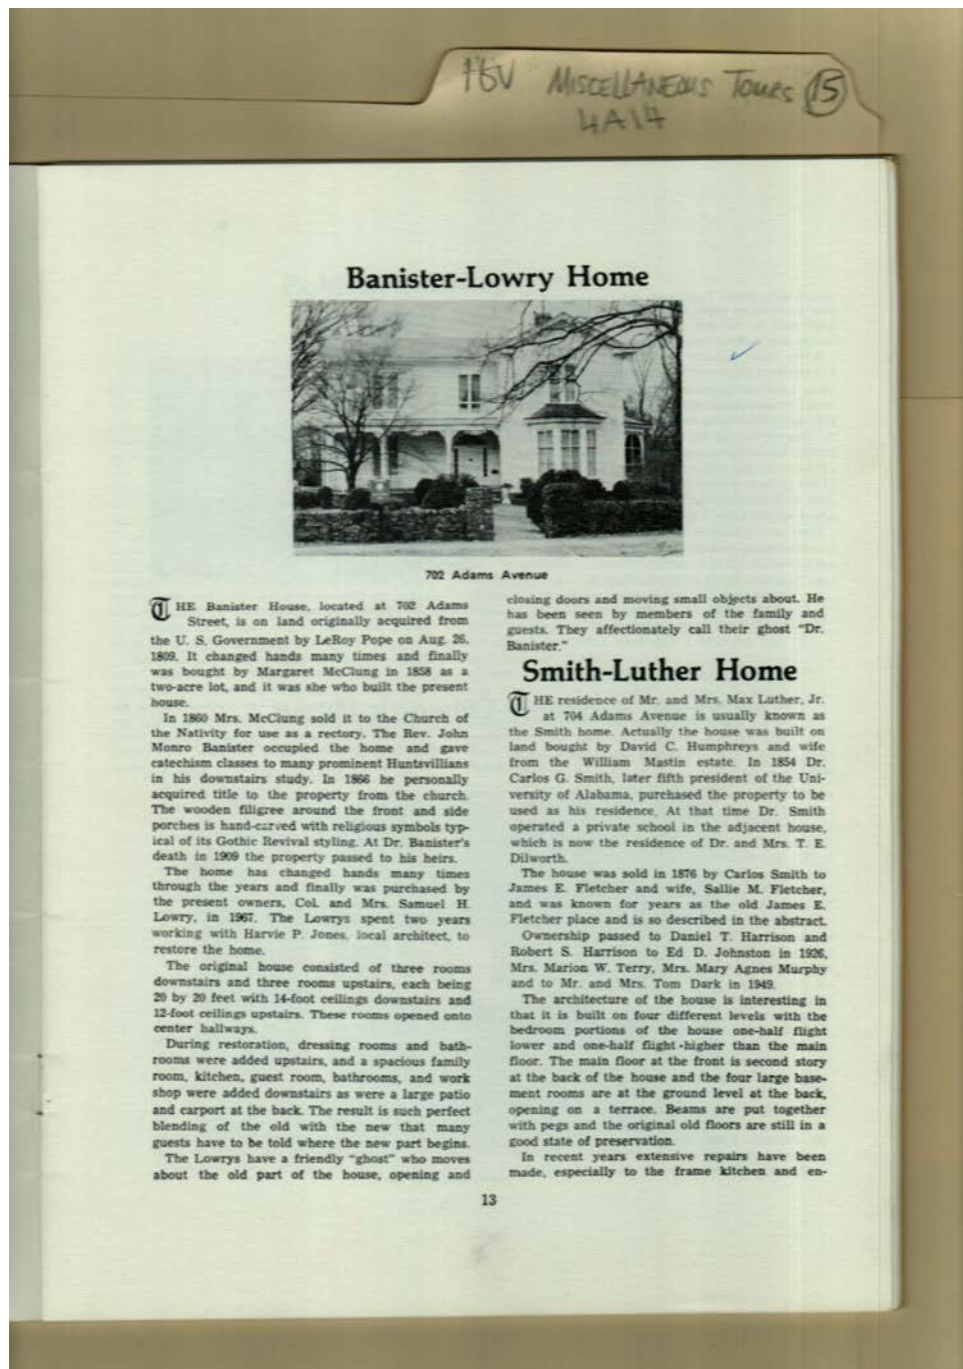 HSV MISCELLANEOUS TOURS 15
4A14
Banister-Lowry Home
702 Adams Avenue
THE Banister House, located at 702 Adams
Street, is on land originally acquired from
the U. S. Government by LeRoy Pope on Aug. 26,
1809. It changed hands many times and finally
was bought by Margaret McClung in 1858 as a
two-acre lot, and it was she who built the present
house.
In 1860 Mrs. McClung sold it to the Church of
the Nativity for use as a rectory. The Rev. John
Monro Banister occupied the home and gave
catechism classes to many prominent Huntsvillians
in his downstairs study. In 1866 he personally
acquired title to the property from the church.
The wooden filigree around the front and side
porches is hand-carved with religious symbols typ-
ical of its Gothic Revival styling. At Dr. Banister's
death in 1909 the property passed to his heirs.
The home has changed hands many times
through the years and finally was purchased by
the present owners, Col. and Mrs. Samuel H.
Lowry, in 1967. The Lowrys spent two years
working with Harvie P. Jones, local architect, to
restore the home.
The original house consisted of three rooms
downstairs and three rooms upstairs, each being
20 by 20 feet with 14-foot ceilings downstairs and
12-foot ceilings upstairs. These rooms opened onto
center hallways.
During restoration, dressing rooms and bath-
rooms were added upstairs, and a spacious family
room, kitchen, guest room, bathrooms, and work
shop were added downstairs as were a large patio
and carport at the back. The result is such perfect
blending of the old with the new that many
guests have to be told where the new part begins.
The Lowrys have a friendly "ghost" who moves
about the old part of the house, opening and
closing doors and moving small objects about. He
has been seen by members of the family and
guests. They affectionately call their ghost "Dr.
Banister."
Smith-Luther Home
THE residence of Mr. and Mrs. Max Luther, Jr.
at 704 Adams Avenue is usually known as
the Smith home. Actually the house was built on
land bought by David C. Humphreys and wife
from the William Mastin estate. In 1854 Dr.
Carlos G. Smith, later fifth president of the Uni-
versity of Alabama, purchased the property to be
used as his residence. At that time Dr. Smith
operated a private school in the adjacent house,
which is now the residence of Dr. and Mrs. T. E.
Dilworth.
The house was sold in 1876 by Carlos Smith to
James E. Fletcher and wife, Sallie M. Fletcher,
and was known for years as the old James E.
Fletcher place and is so described in the abstract.
Ownership passed to Daniel T. Harrison and
Robert S. Harrison to Ed D. Johnston in 1926,
Mrs. Marion W. Terry, Mrs. Mary Agnes Murphy
and to Mr. and Mrs. Tom Dark in 1949.
The architecture of the house is interesting in
that it is built on four different levels with the
bedroom portions of the house one-half flight
lower and one-half flight -higher than the main
floor. The main floor at the front is second story
at the back of the house and the four large base-
ment rooms are at the ground level at the back,
opening on a terrace. Beams are put together
with pegs and the original old floors are still in a
good state of preservation.
In recent years extensive repairs have been
made, especially to the frame kitchen and en-
13